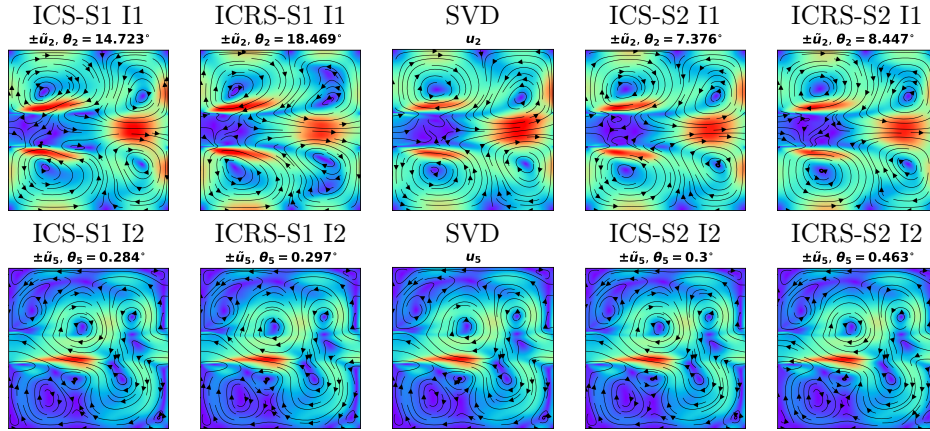 ICS-S1 I1 ICRS-S1 I1 SVD ICS-S2 I1 ICRS-S2 I1
±ũ₂, θ₂ = 14.723° ±ũ₂, θ₂ = 18.469° u₂ ±ũ₂, θ₂ = 7.376° ±ũ₂, θ₂ = 8.447°
ICS-S1 I2 ICRS-S1 I2 SVD ICS-S2 I2 ICRS-S2 I2
±ũ₅, θ₅ = 0.284° ±ũ₅, θ₅ = 0.297° u₅ ±ũ₅, θ₅ = 0.3° ±ũ₅, θ₅ = 0.463°